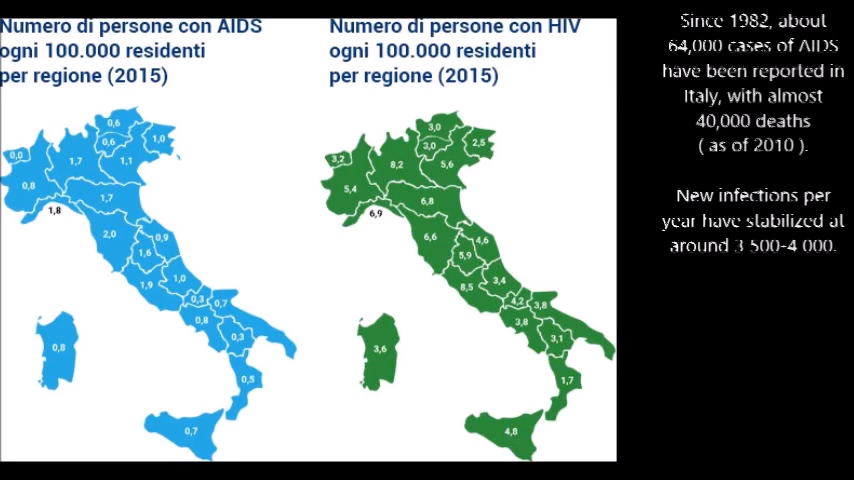 Numero di persone con AIDS
ogni 100.000 residenti
per regione (2015)
0,6
0,6
1,0
0,0
1,7
1,1
0,8
1,7
1,8
2,0
0,9
1,6
1,0
1,9
0,3
0,7
0,8
0,3
0,8
0,5
0,7
Numero di persone con HIV
ogni 100.000 residenti
per regione (2015)
3,0
3,0
2,5
3,2
8,2
5,6
5,4
6,8
6,9
6,6
4,6
5,9
3,4
8,5
4,2
3,8
3,8
3,1
3,6
1,7
4,8
Since 1982, about
64,000 cases of AIDS
have been reported in
Italy, with almost
40,000 deaths
( as of 2010 ).
New infections per
year have stabilized at
around 3 500-4 000.